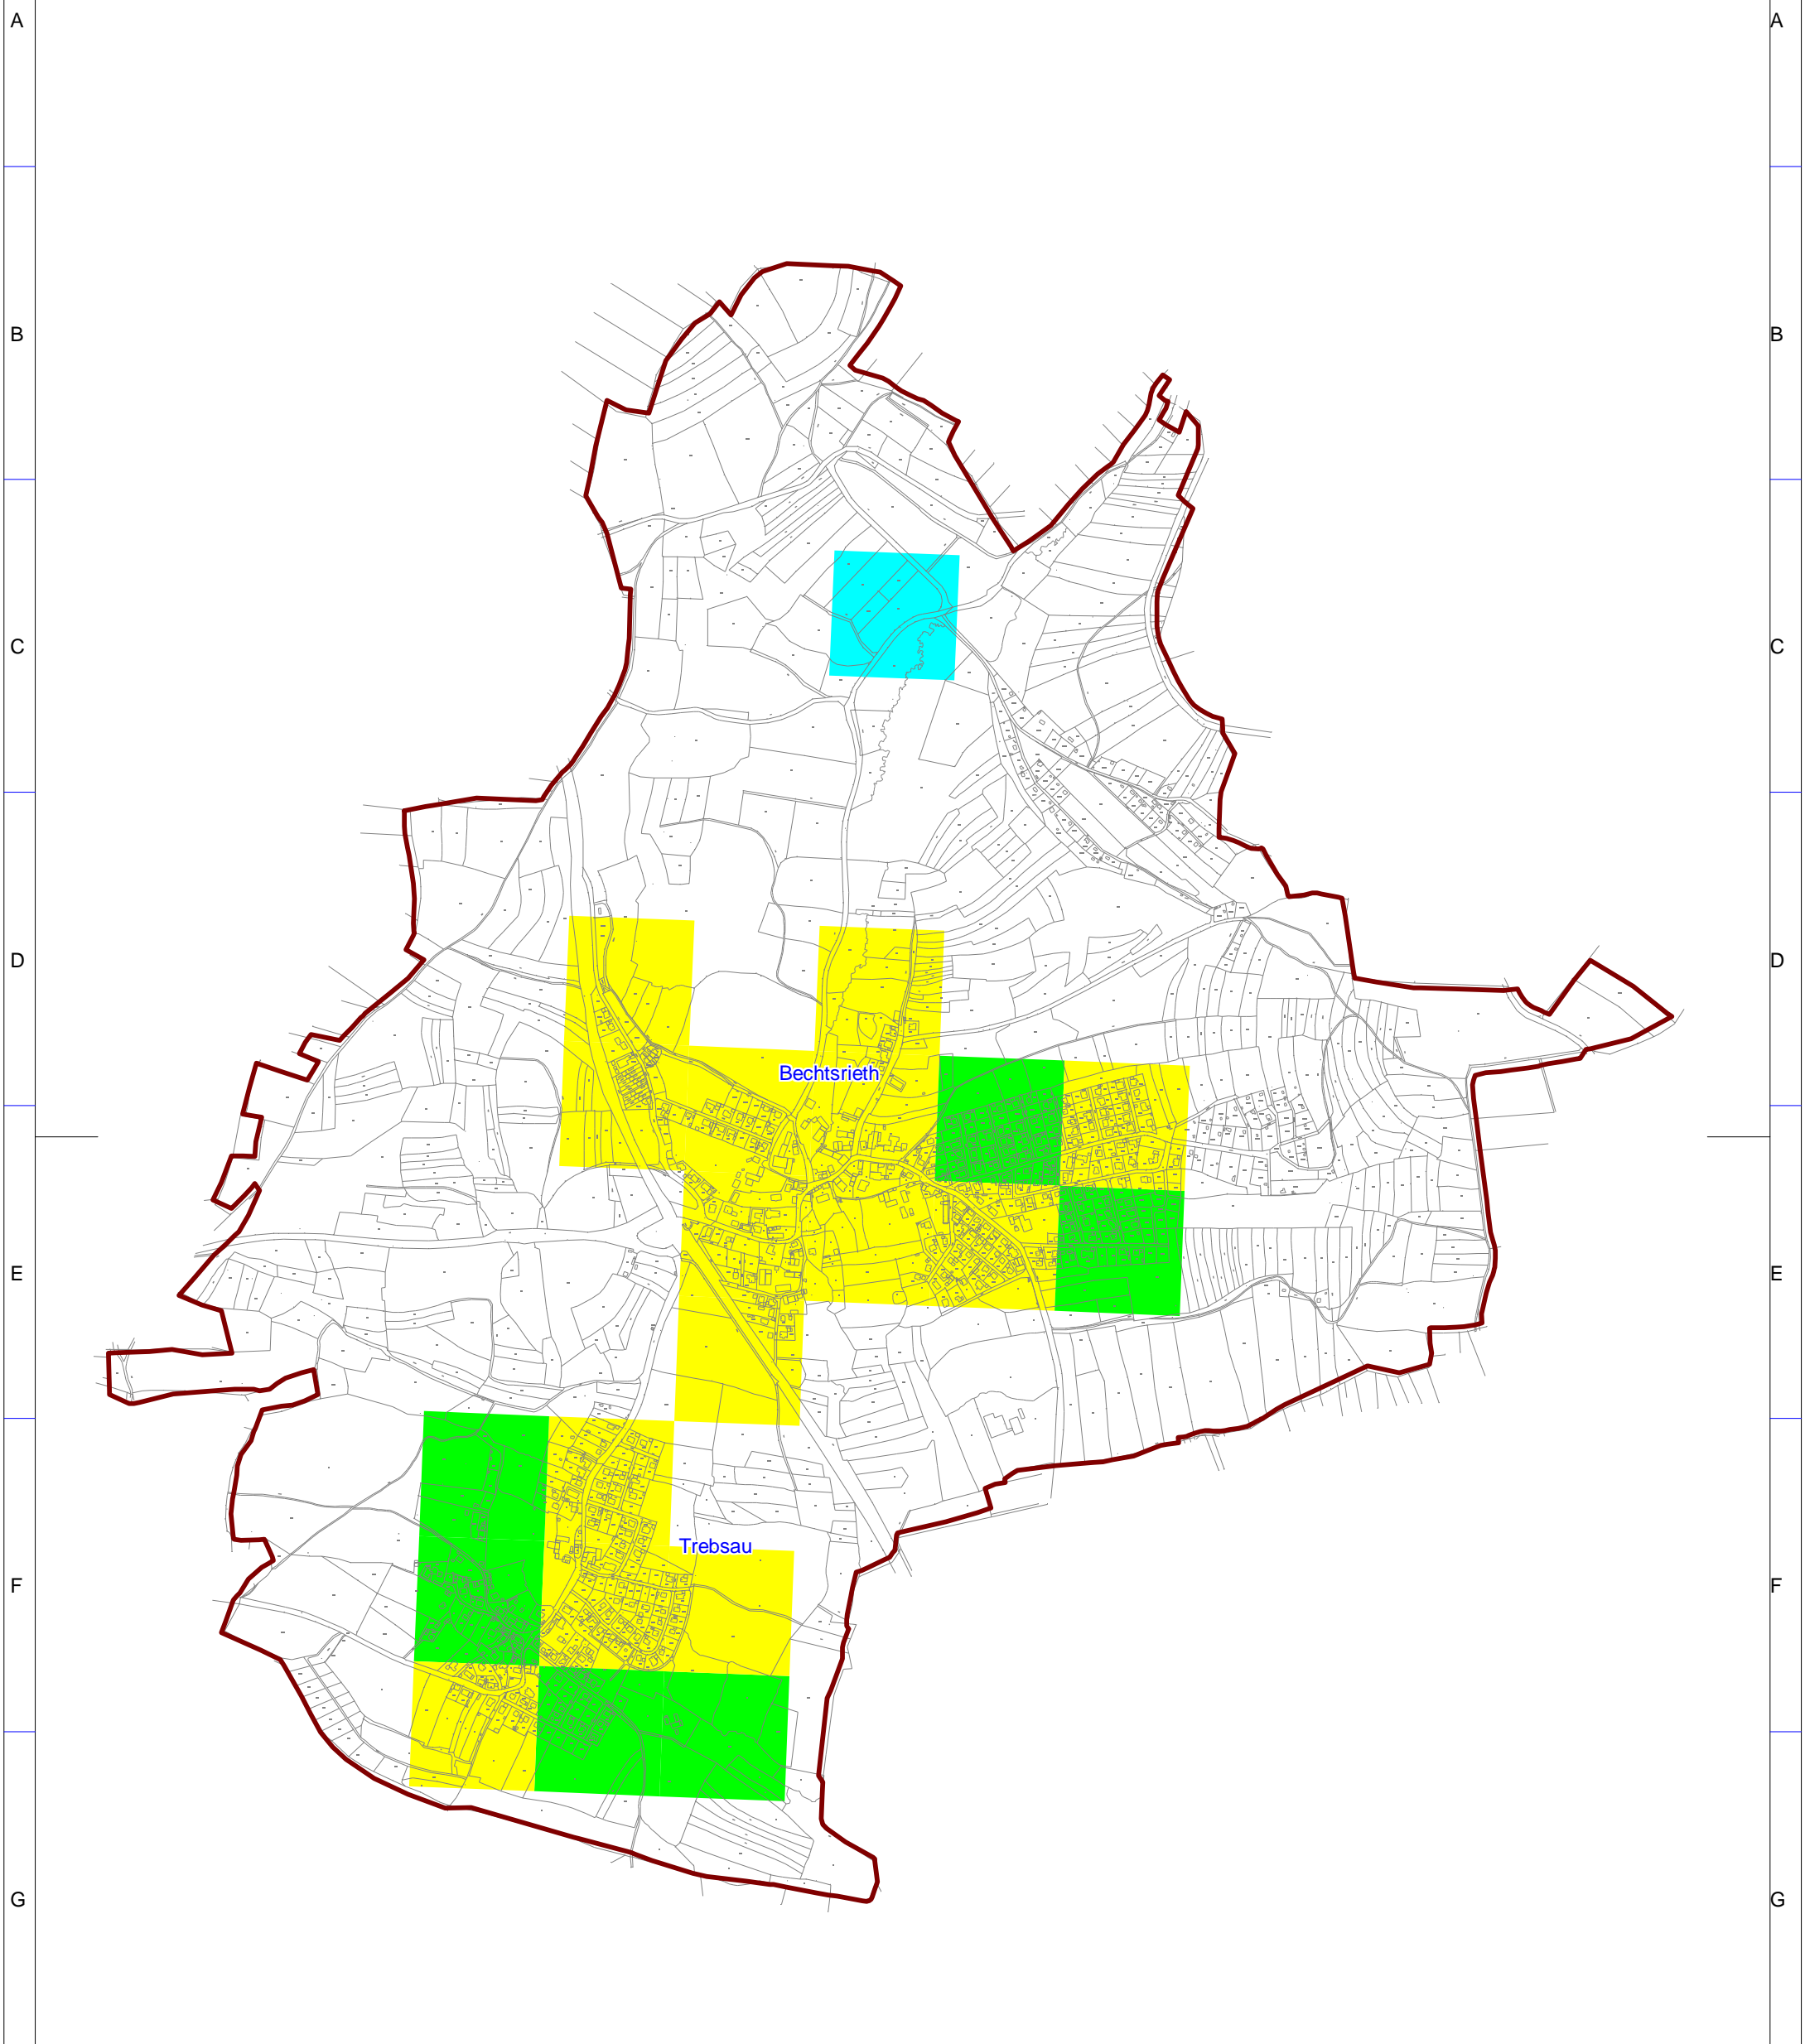 A A
B B
C C
D D
Bechtsrieth
E E
Trebsau
F F
G G